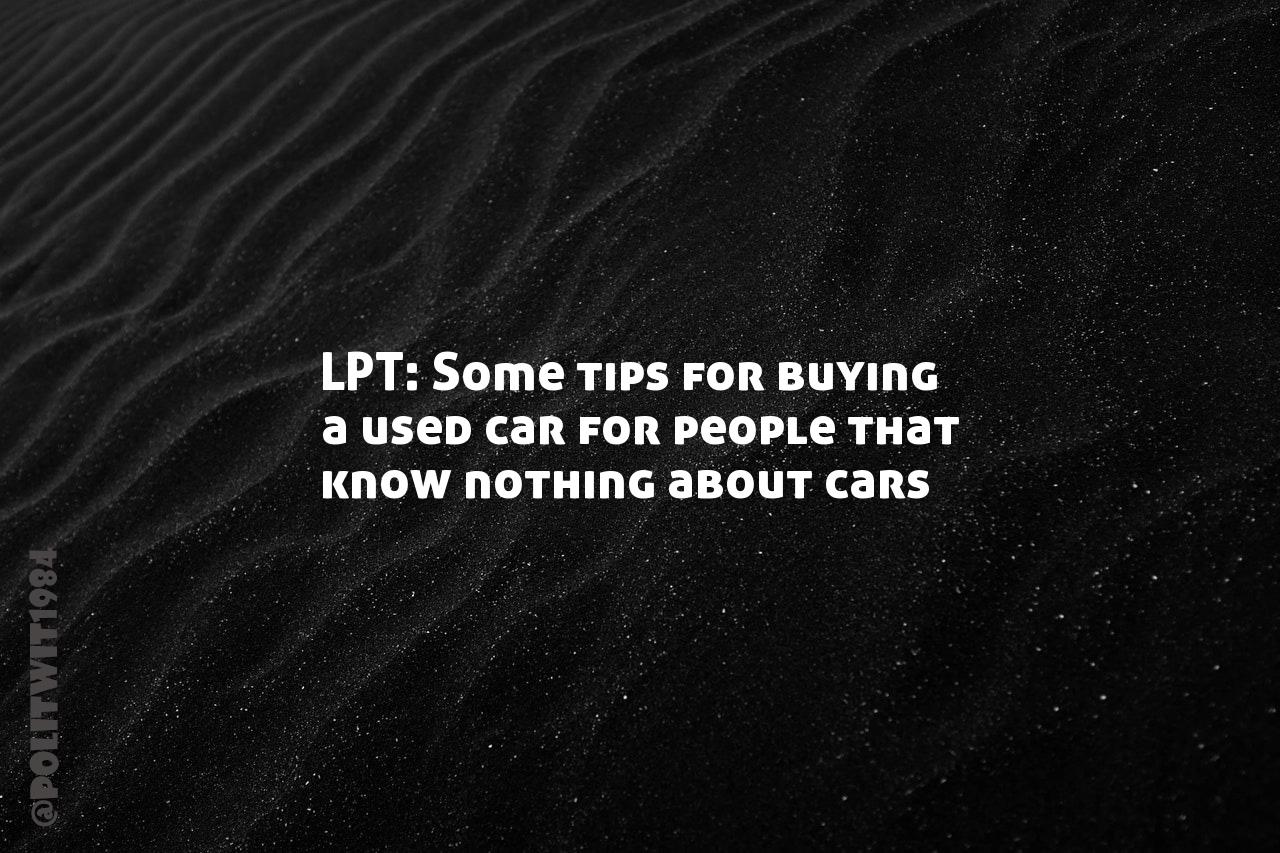 LPT: Some tips for buying
a used car for people that
know nothing about cars
@politwit1984